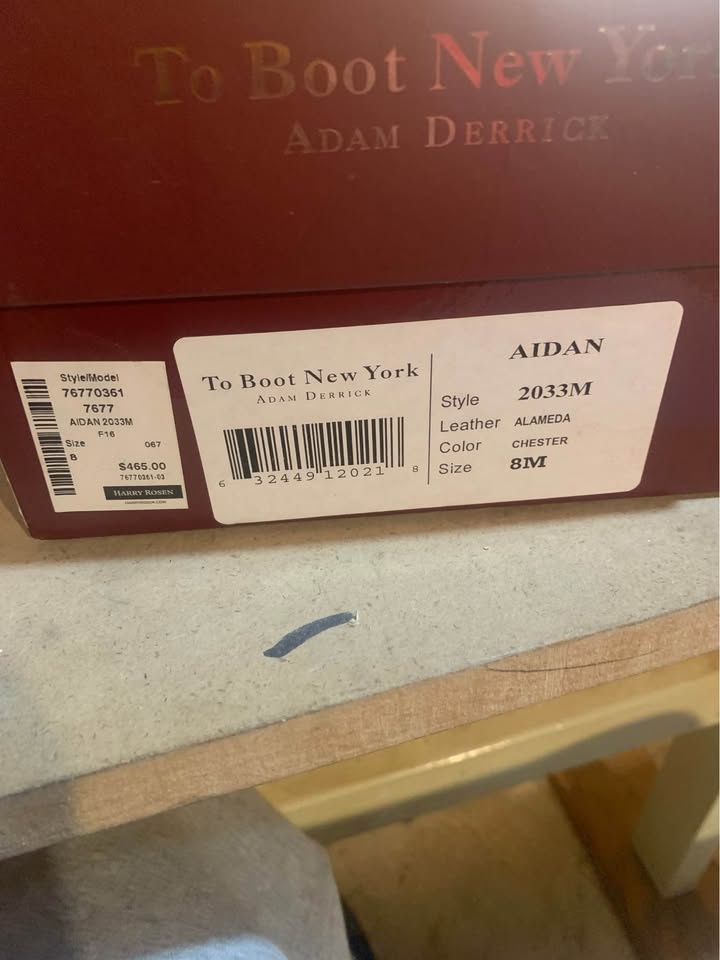 To Boot New York
ADAM DERRICK
Style/Model
76770361
7677
AIDAN 2033M
F16
Size 067
8
$465.00
76770361-03
HARRY ROSEN
To Boot New York
ADAM DERRICK
6 32449 12021 8
AIDAN
Style 2033M
Leather ALAMEDA
Color CHESTER
Size 8M